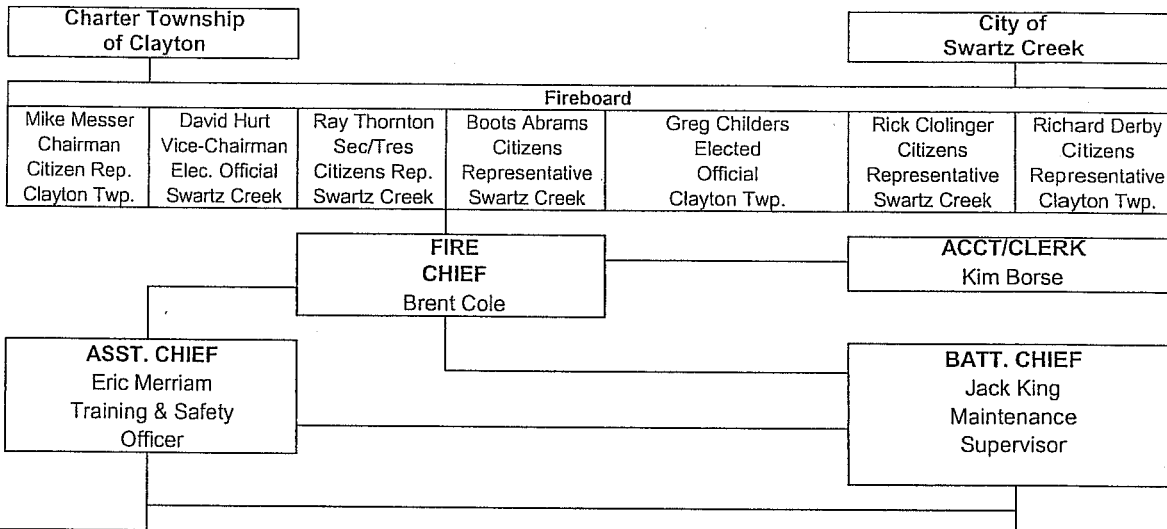 Charter Township
of Clayton
City of
Swartz Creek
Fireboard
Mike Messer
Chairman
Citizen Rep.
Clayton Twp.
David Hurt
Vice-Chairman
Elec. Official
Swartz Creek
Ray Thornton
Sec/Tres
Citizens Rep.
Swartz Creek
Boots Abrams
Citizens
Representative
Swartz Creek
Greg Childers
Elected
Official
Clayton Twp.
Rick Clolinger
Citizens
Representative
Swartz Creek
Richard Derby
Citizens
Representative
Clayton Twp.
FIRE
CHIEF
Brent Cole
ACCT/CLERK
Kim Borse
ASST. CHIEF
Eric Merriam
Training & Safety
Officer
BATT. CHIEF
Jack King
Maintenance
Supervisor